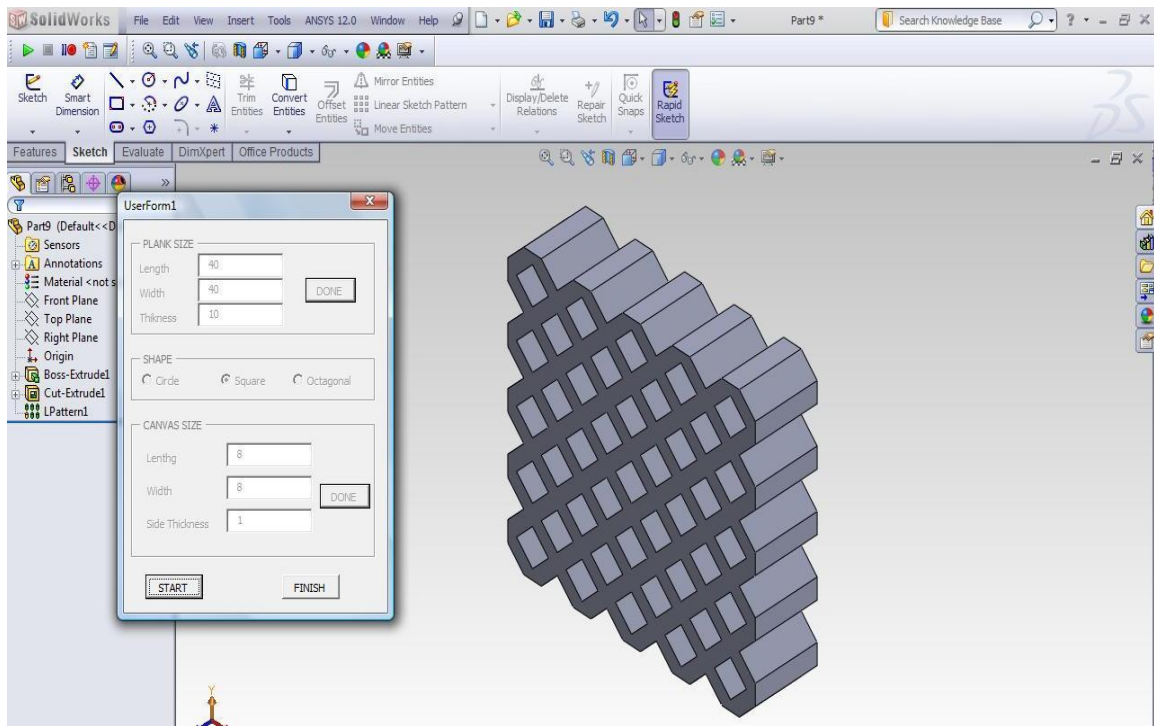 SolidWorks File Edit View Insert Tools ANSYS 12.0 Window Help Part9 * Search Knowledge Base ?
Sketch Smart Dimension Trim Entities Convert Entities Offset Entities Mirror Entities Linear Sketch Pattern Move Entities Display/Delete Relations Repair Sketch Quick Snaps Rapid Sketch
Features Sketch Evaluate DimXpert Office Products
Part9 (Default<<D
Sensors
Annotations
Material <not s
Front Plane
Top Plane
Right Plane
Origin
Boss-Extrude1
Cut-Extrude1
LPattern1
UserForm1
PLANK SIZE
Length 40
Width 40
DONE
Thikness 10
SHAPE
Circle Square Octagonal
CANVAS SIZE
Lenthg 8
Width 8
DONE
Side Thickness 1
START FINISH
Y